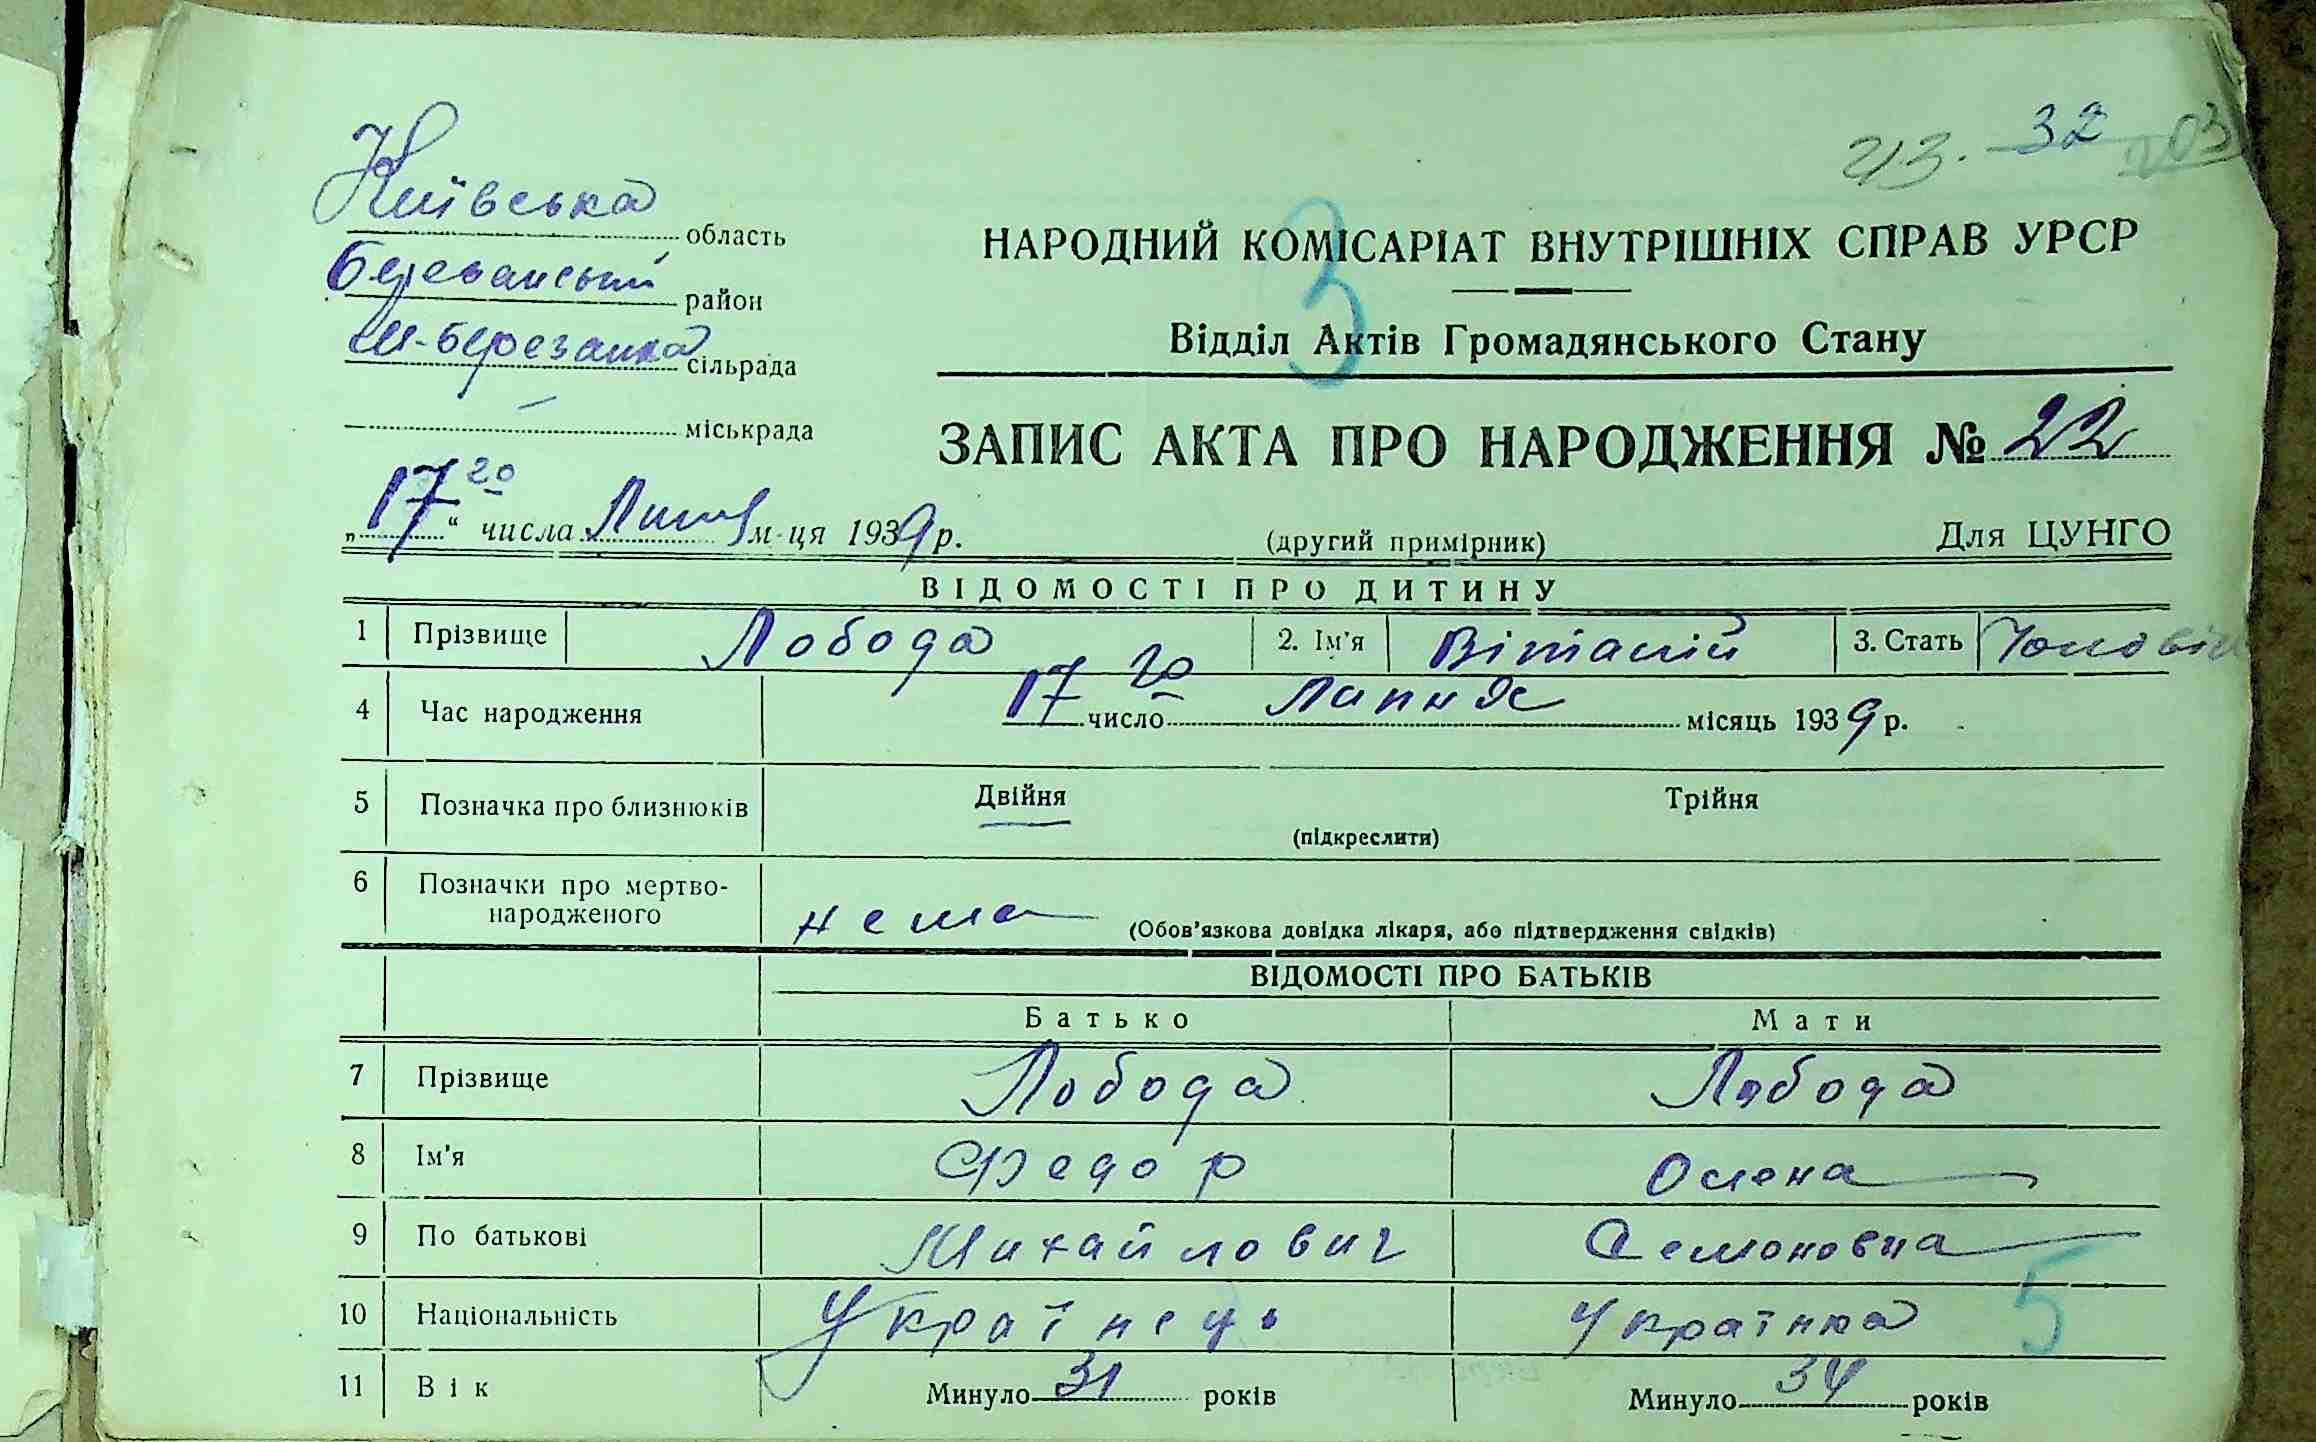 32
Київська область
Березанський район
М-Березанка сільрада
міськрада
НАРОДНИЙ КОМІСАРІАТ ВНУТРІШНІХ СПРАВ УРСР
Відділ Актів Громадянського Стану
3
ЗАПИС АКТА ПРО НАРОДЖЕННЯ № 22
„17го“ числа м-ця 1939 р.
(другий примірник)
Для ЦУНГО
ВІДОМОСТІ ПРО ДИТИНУ
1 Прізвище Лобода 2. Ім'я Віталій 3. Стать
4 Час народження 17 го число Липня місяць 1939 р.
5 Позначка про близнюків Двійня Трійня
(підкреслити)
6 Позначки про мертво-
народженого нема (Обов'язкова довідка лікаря, або підтвердження свідків)
ВІДОМОСТІ ПРО БАТЬКІВ
Батько Мати
7 Прізвище Лобода Лобода
8 Ім'я Федор Олена
9 По батькові Михайлович Семоновна
10 Національність Українець Українка 5
11 Вік Минуло 31 років Минуло 34 років